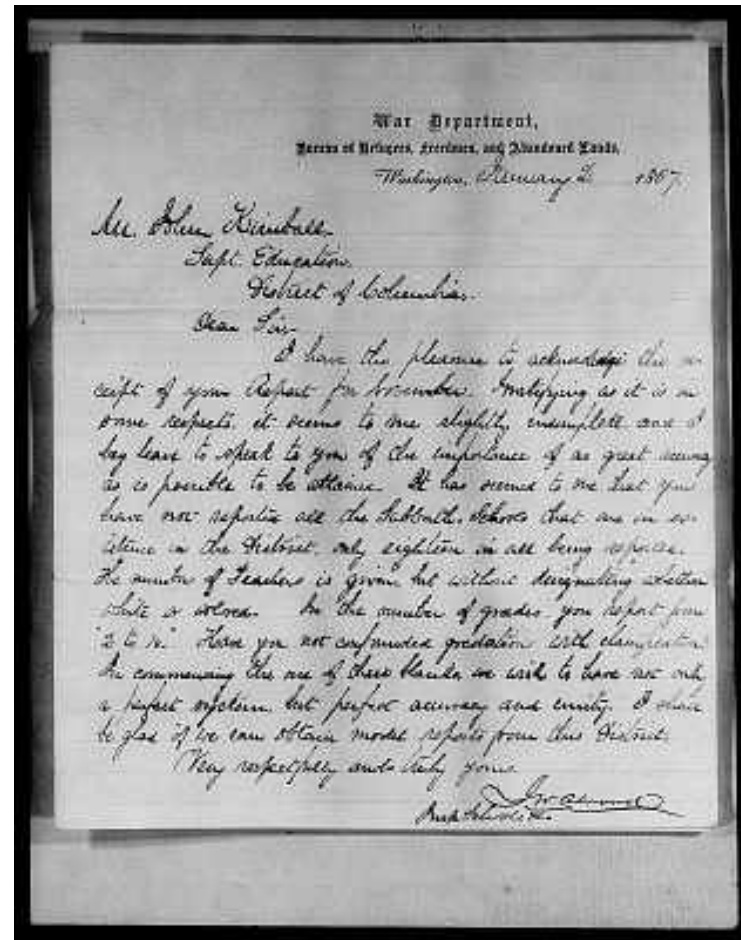 War Department,
Bureau of Refugees, Freedmen, and Abandoned Lands,
Washington, January 2 1867
Mr. John Kimball
Supt. Education
District of Columbia.
Dear Sir
I have the pleasure to acknowledge the re
ceipt of your Report for November. Gratifying as it is in
some respects, it seems to me slightly incomplete and I
beg leave to speak to you of the importance of as great accuracy
as is possible to be attained. It has seemed to me that you
have not reported all the Sabbath Schools that are in ex
istence in the District, only eighteen in all being reported.
The number of Teachers is given, but without designating whether
white or colored. In the number of grades you report from
"2 to 12." Have you not confounded gradation with classification?
In commencing the use of these blanks, we wish to have not only
a perfect system, but perfect accuracy and unity. I shall
be glad if we can obtain model reports from this District.
Very respectfully and truly yours
J W Alvord
Insp Schools &c